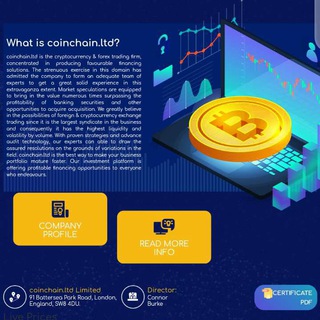 What is coinchain.ltd?
coinchain.ltd is the cryptocurrency & forex trading firm,
concentrated in producing favourable financing
solutions. The strenuous exercise in this domain has
admitted the company to form an adequate team of
experts to get a great solid experience in this
extravaganza extent. Market speculations are equipped
to bring in the value numerous times surpassing the
profitability of banking securities and other
opportunities to acquire acquisition. We greatly believe
in the possibilities of foreign & cryptocurrency exchange
trading since it is the largest syndicate in the business
and consequently it has the highest liquidity and
volatility by volume. With proven strategies and advance
audit technology, our experts can able to draw the
assured resolutions on the grounds of variations in the
field. coinchain.ltd is the best way to make your business
portfolio mature faster. Our investment platform is
offering profitable financing opportunities to everyone
who endeavours.
COMPANY
PROFILE
READ MORE
INFO
coinchain.ltd Limited
91 Battersea Park Road, London,
England, SW8 4DU.
Director:
Connor
Burke
CERTIFICATE
PDF
Live Prices